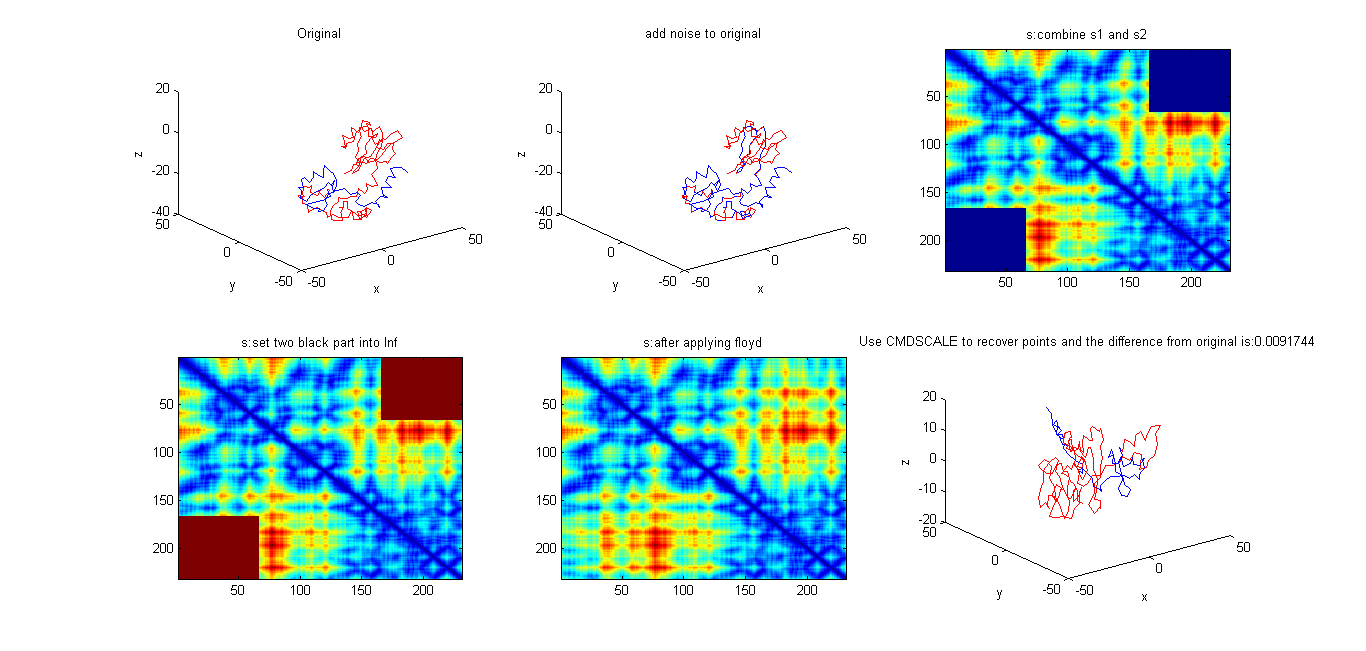 Original
20
0
-20
-40
z
50
0
-50
y
-50
0
50
x
add noise to original
20
0
-20
-40
z
50
0
-50
y
-50
0
50
x
s:combine s1 and s2
50
100
150
200
50 100 150 200
s:set two black part into Inf
50
100
150
200
50 100 150 200
s:after applying floyd
50
100
150
200
50 100 150 200
Use CMDSCALE to recover points and the difference from original is:0.0091744
20
10
0
-10
-20
z
50
0
-50
y
-50
0
50
x